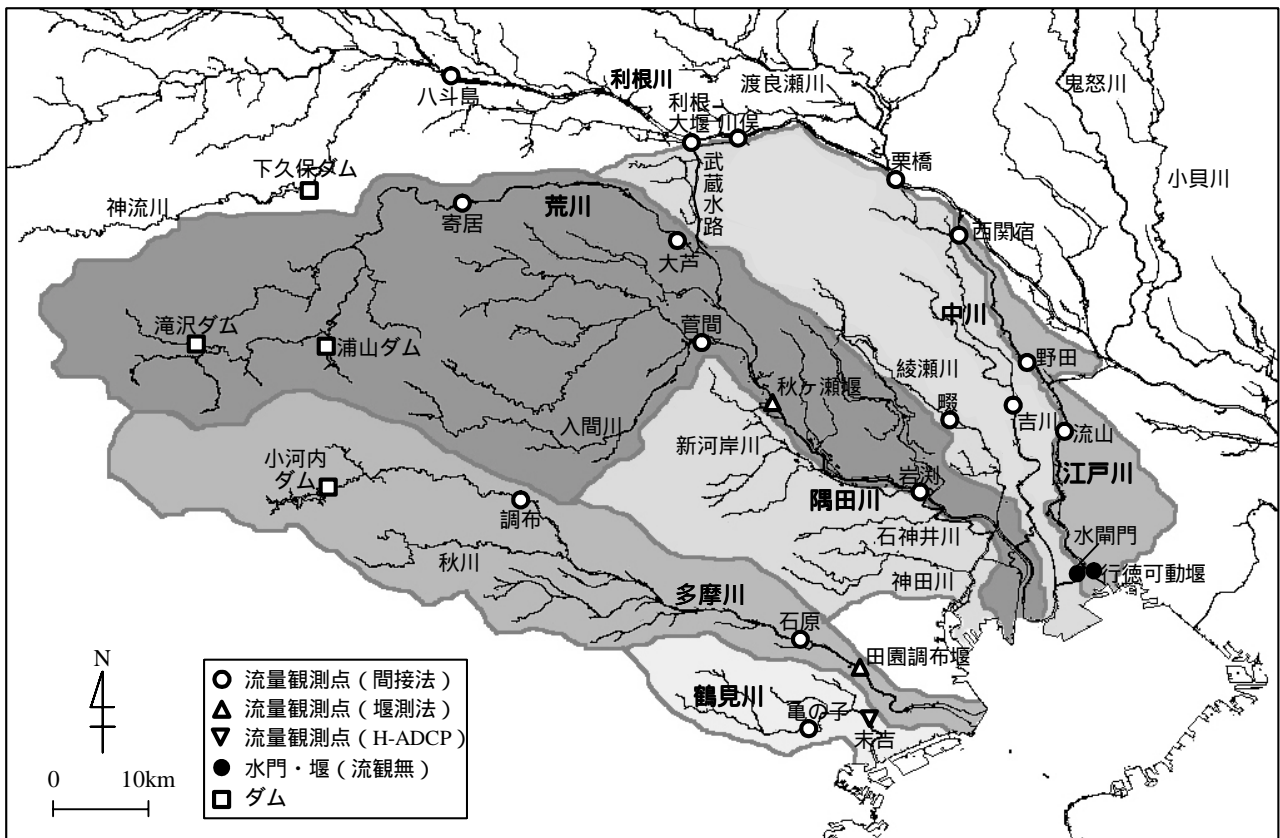 利根川
渡良瀬川
鬼怒川
八斗島
利根
大堰
川俣
武蔵水路
栗橋
小貝川
下久保ダム
神流川
寄居
荒川
大芦
西関宿
滝沢ダム
浦山ダム
菅間
中川
野田
綾瀬川
秋ヶ瀬堰
畷
吉川
流山
入間川
新河岸川
小河内
ダム
調布
岩渕
隅田川
江戸川
石神井川
水閘門
行徳可動堰
秋川
神田川
多摩川
石原
田園調布堰
鶴見川
亀の子
末吉
N
0 10km
流量観測点（間接法）
流量観測点（堰測法）
流量観測点（H-ADCP）
水門・堰（流観無）
ダム